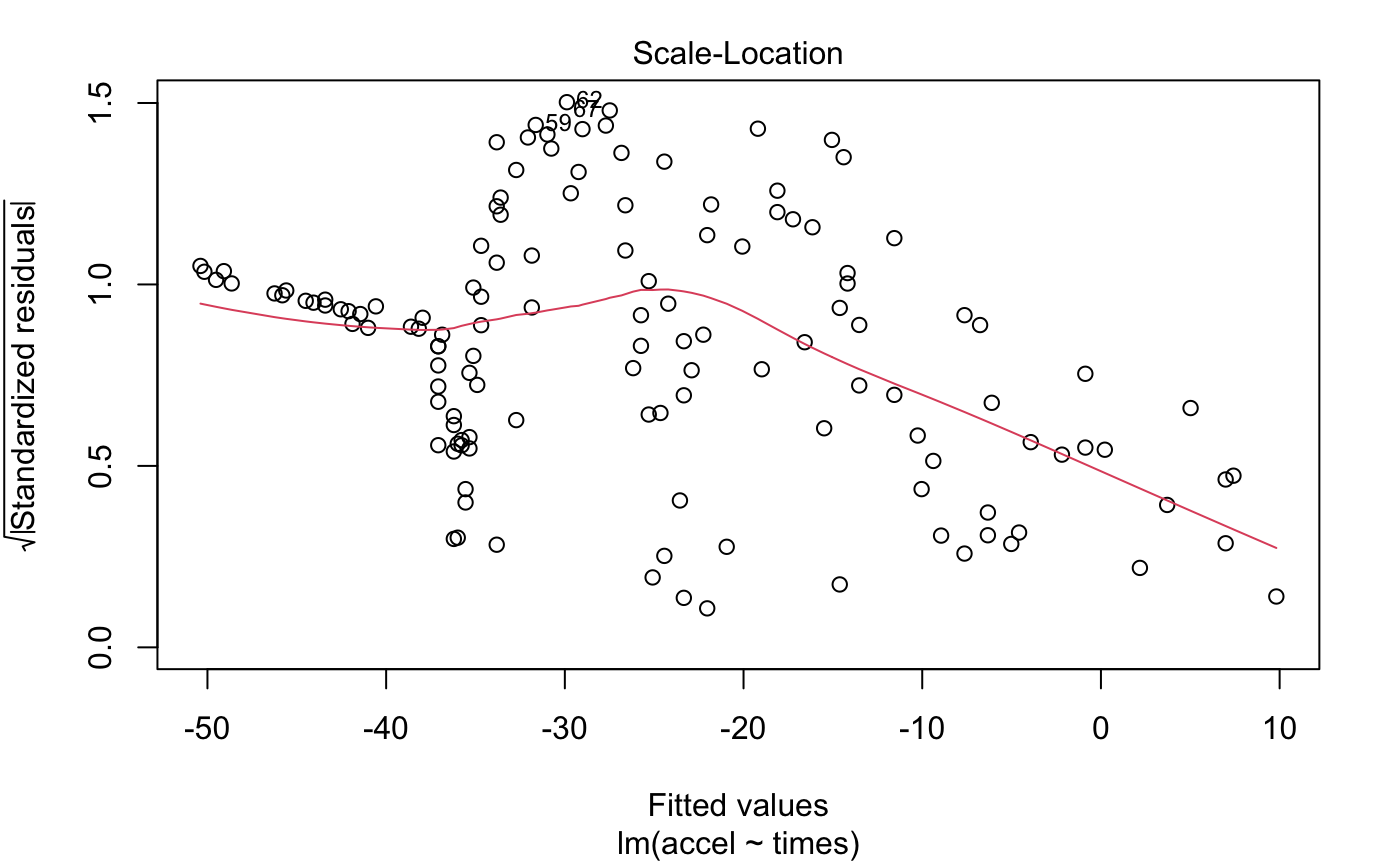 Scale-Location
√|Standardized residuals|
1.5
1.0
0.5
0.0
62
67
59
-50 -40 -30 -20 -10 0 10
Fitted values
lm(accel ~ times)